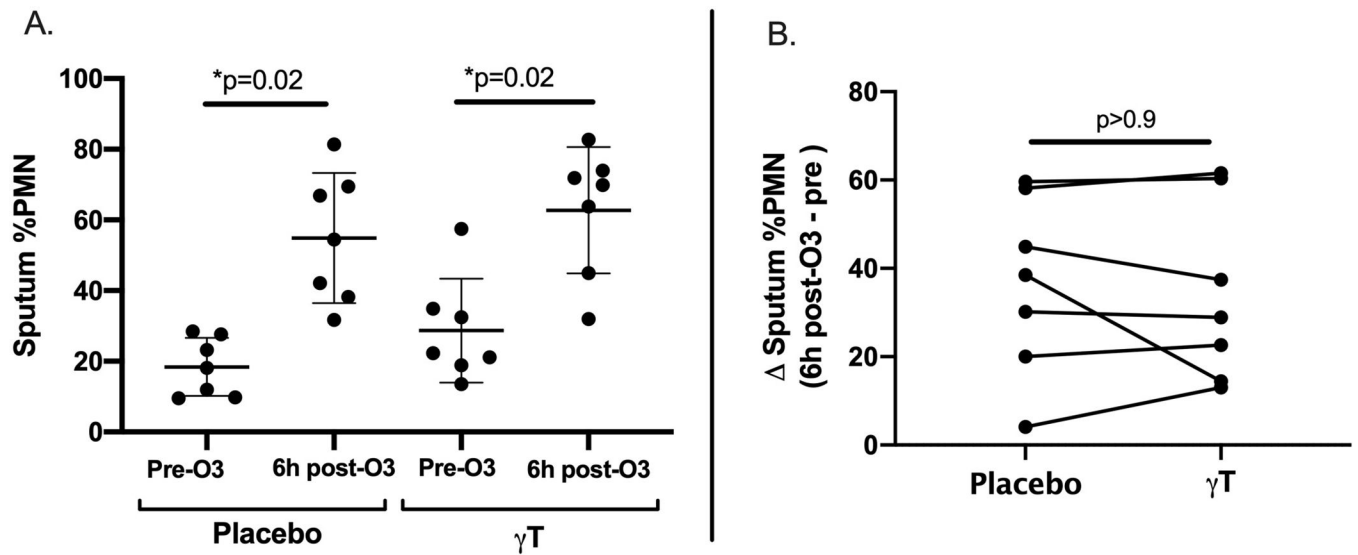 A.
Sputum %PMN
100
80
60
40
20
0
*p=0.02
*p=0.02
Pre-O3
6h post-O3
Pre-O3
6h post-O3
Placebo
γT
B.
Δ Sputum %PMN
(6h post-O3 - pre )
80
60
40
20
0
p>0.9
Placebo
γT